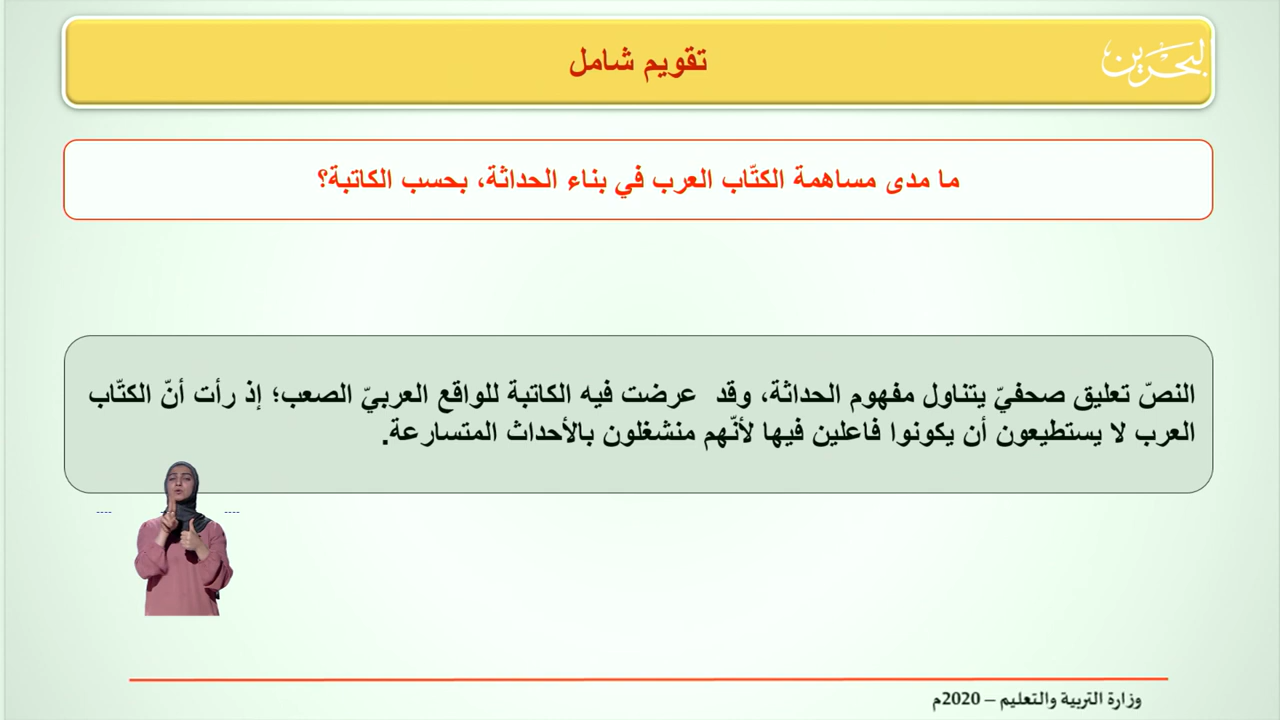 البحرين
تقويم شامل
ما مدى مساهمة الكتّاب العرب في بناء الحداثة، بحسب الكاتبة؟
النصّ تعليق صحفيّ يتناول مفهوم الحداثة، وقد عرضت فيه الكاتبة للواقع العربيّ الصعب؛ إذ رأت أنّ الكتّاب
العرب لا يستطيعون أن يكونوا فاعلين فيها لأنّهم منشغلون بالأحداث المتسارعة.
وزارة التربية والتعليم – 2020م